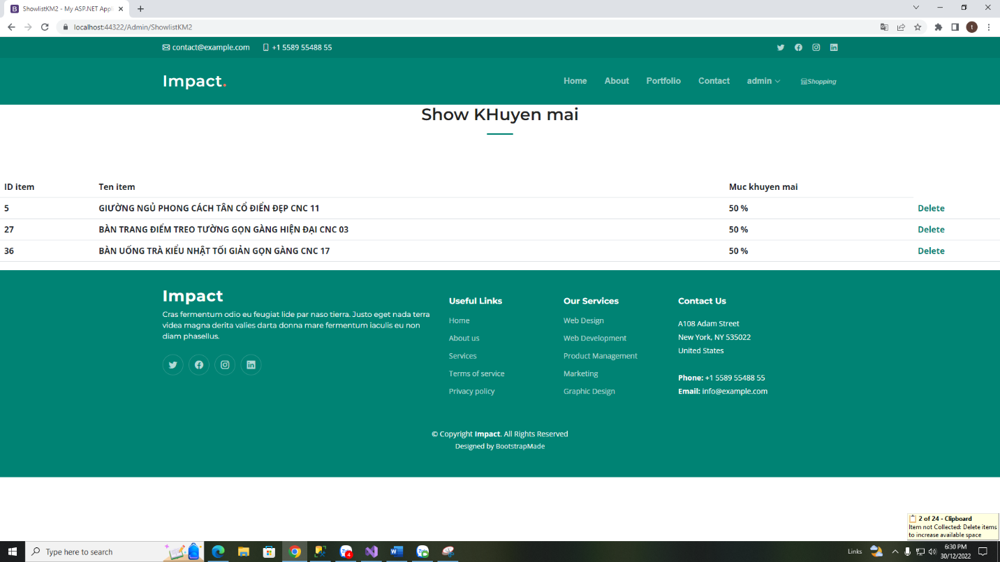 ShowlistKM2 - My ASP.NET Appl
localhost:44322/Admin/ShowlistKM2
t
contact@example.com +1 5589 55488 55
Impact.
Home About Portfolio Contact admin Shopping
Show KHuyen mai
ID item Ten item Muc khuyen mai
5 GIƯỜNG NGỦ PHONG CÁCH TÂN CỔ ĐIỂN ĐẸP CNC 11 50 % Delete
27 BÀN TRANG ĐIỂM TREO TƯỜNG GỌN GÀNG HIỆN ĐẠI CNC 03 50 % Delete
36 BÀN UỐNG TRÀ KIỂU NHẬT TỐI GIẢN GỌN GÀNG CNC 17 50 % Delete
Impact
Cras fermentum odio eu feugiat lide par naso tierra. Justo eget nada terra
videa magna derita valies darta donna mare fermentum iaculis eu non
diam phasellus.
Useful Links
Home
About us
Services
Terms of service
Privacy policy
Our Services
Web Design
Web Development
Product Management
Marketing
Graphic Design
Contact Us
A108 Adam Street
New York, NY 535022
United States
Phone: +1 5589 55488 55
Email: info@example.com
© Copyright Impact. All Rights Reserved
Designed by BootstrapMade
2 of 24 - Clipboard
Item not Collected: Delete items
to increase available space
Type here to search
4
Links
6:30 PM
30/12/2022